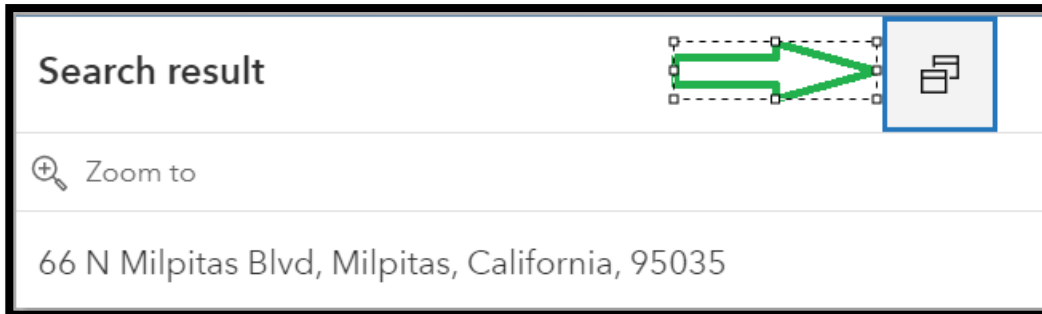 Search result
Zoom to
66 N Milpitas Blvd, Milpitas, California, 95035